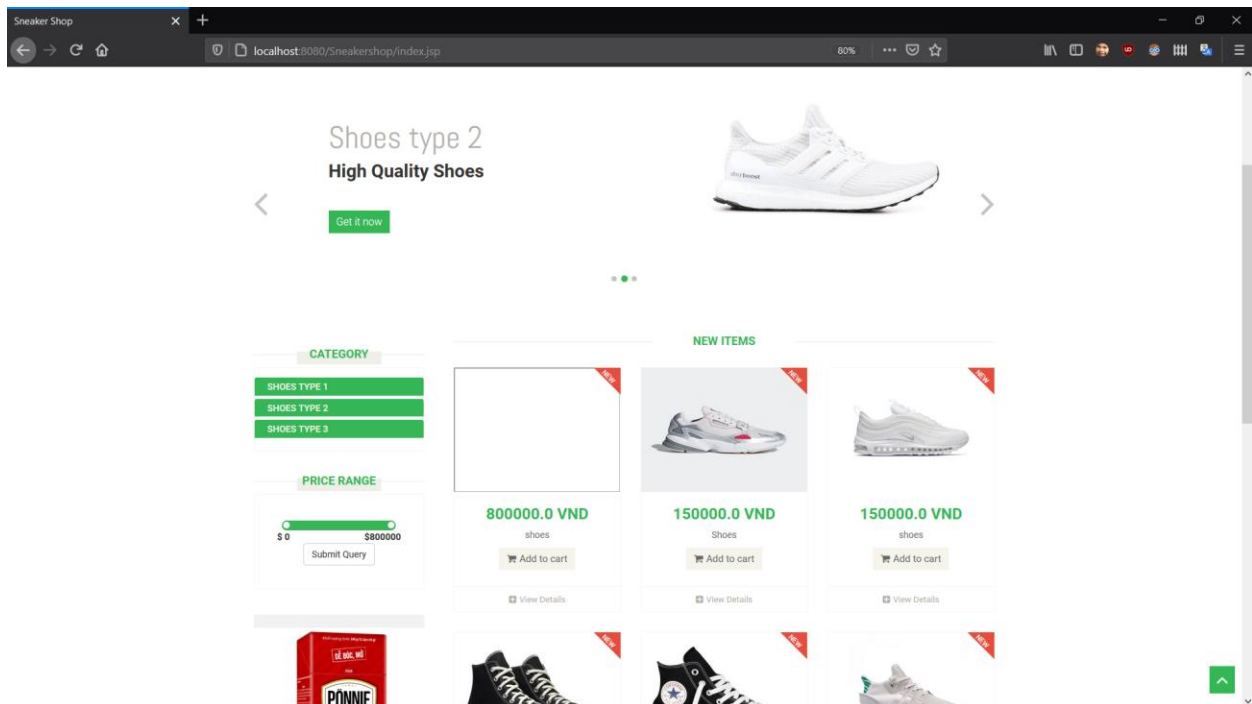 Sneaker Shop
localhost:8080/Sneakershop/index.jsp
80%
Shoes type 2
High Quality Shoes
Get it now
NEW ITEMS
CATEGORY
SHOES TYPE 1
SHOES TYPE 2
SHOES TYPE 3
PRICE RANGE
$ 0 $800000
Submit Query
NEW
800000.0 VND
shoes
Add to cart
View Details
NEW
150000.0 VND
Shoes
Add to cart
View Details
NEW
150000.0 VND
shoes
Add to cart
View Details
PONNIE
NEW
NEW
NEW